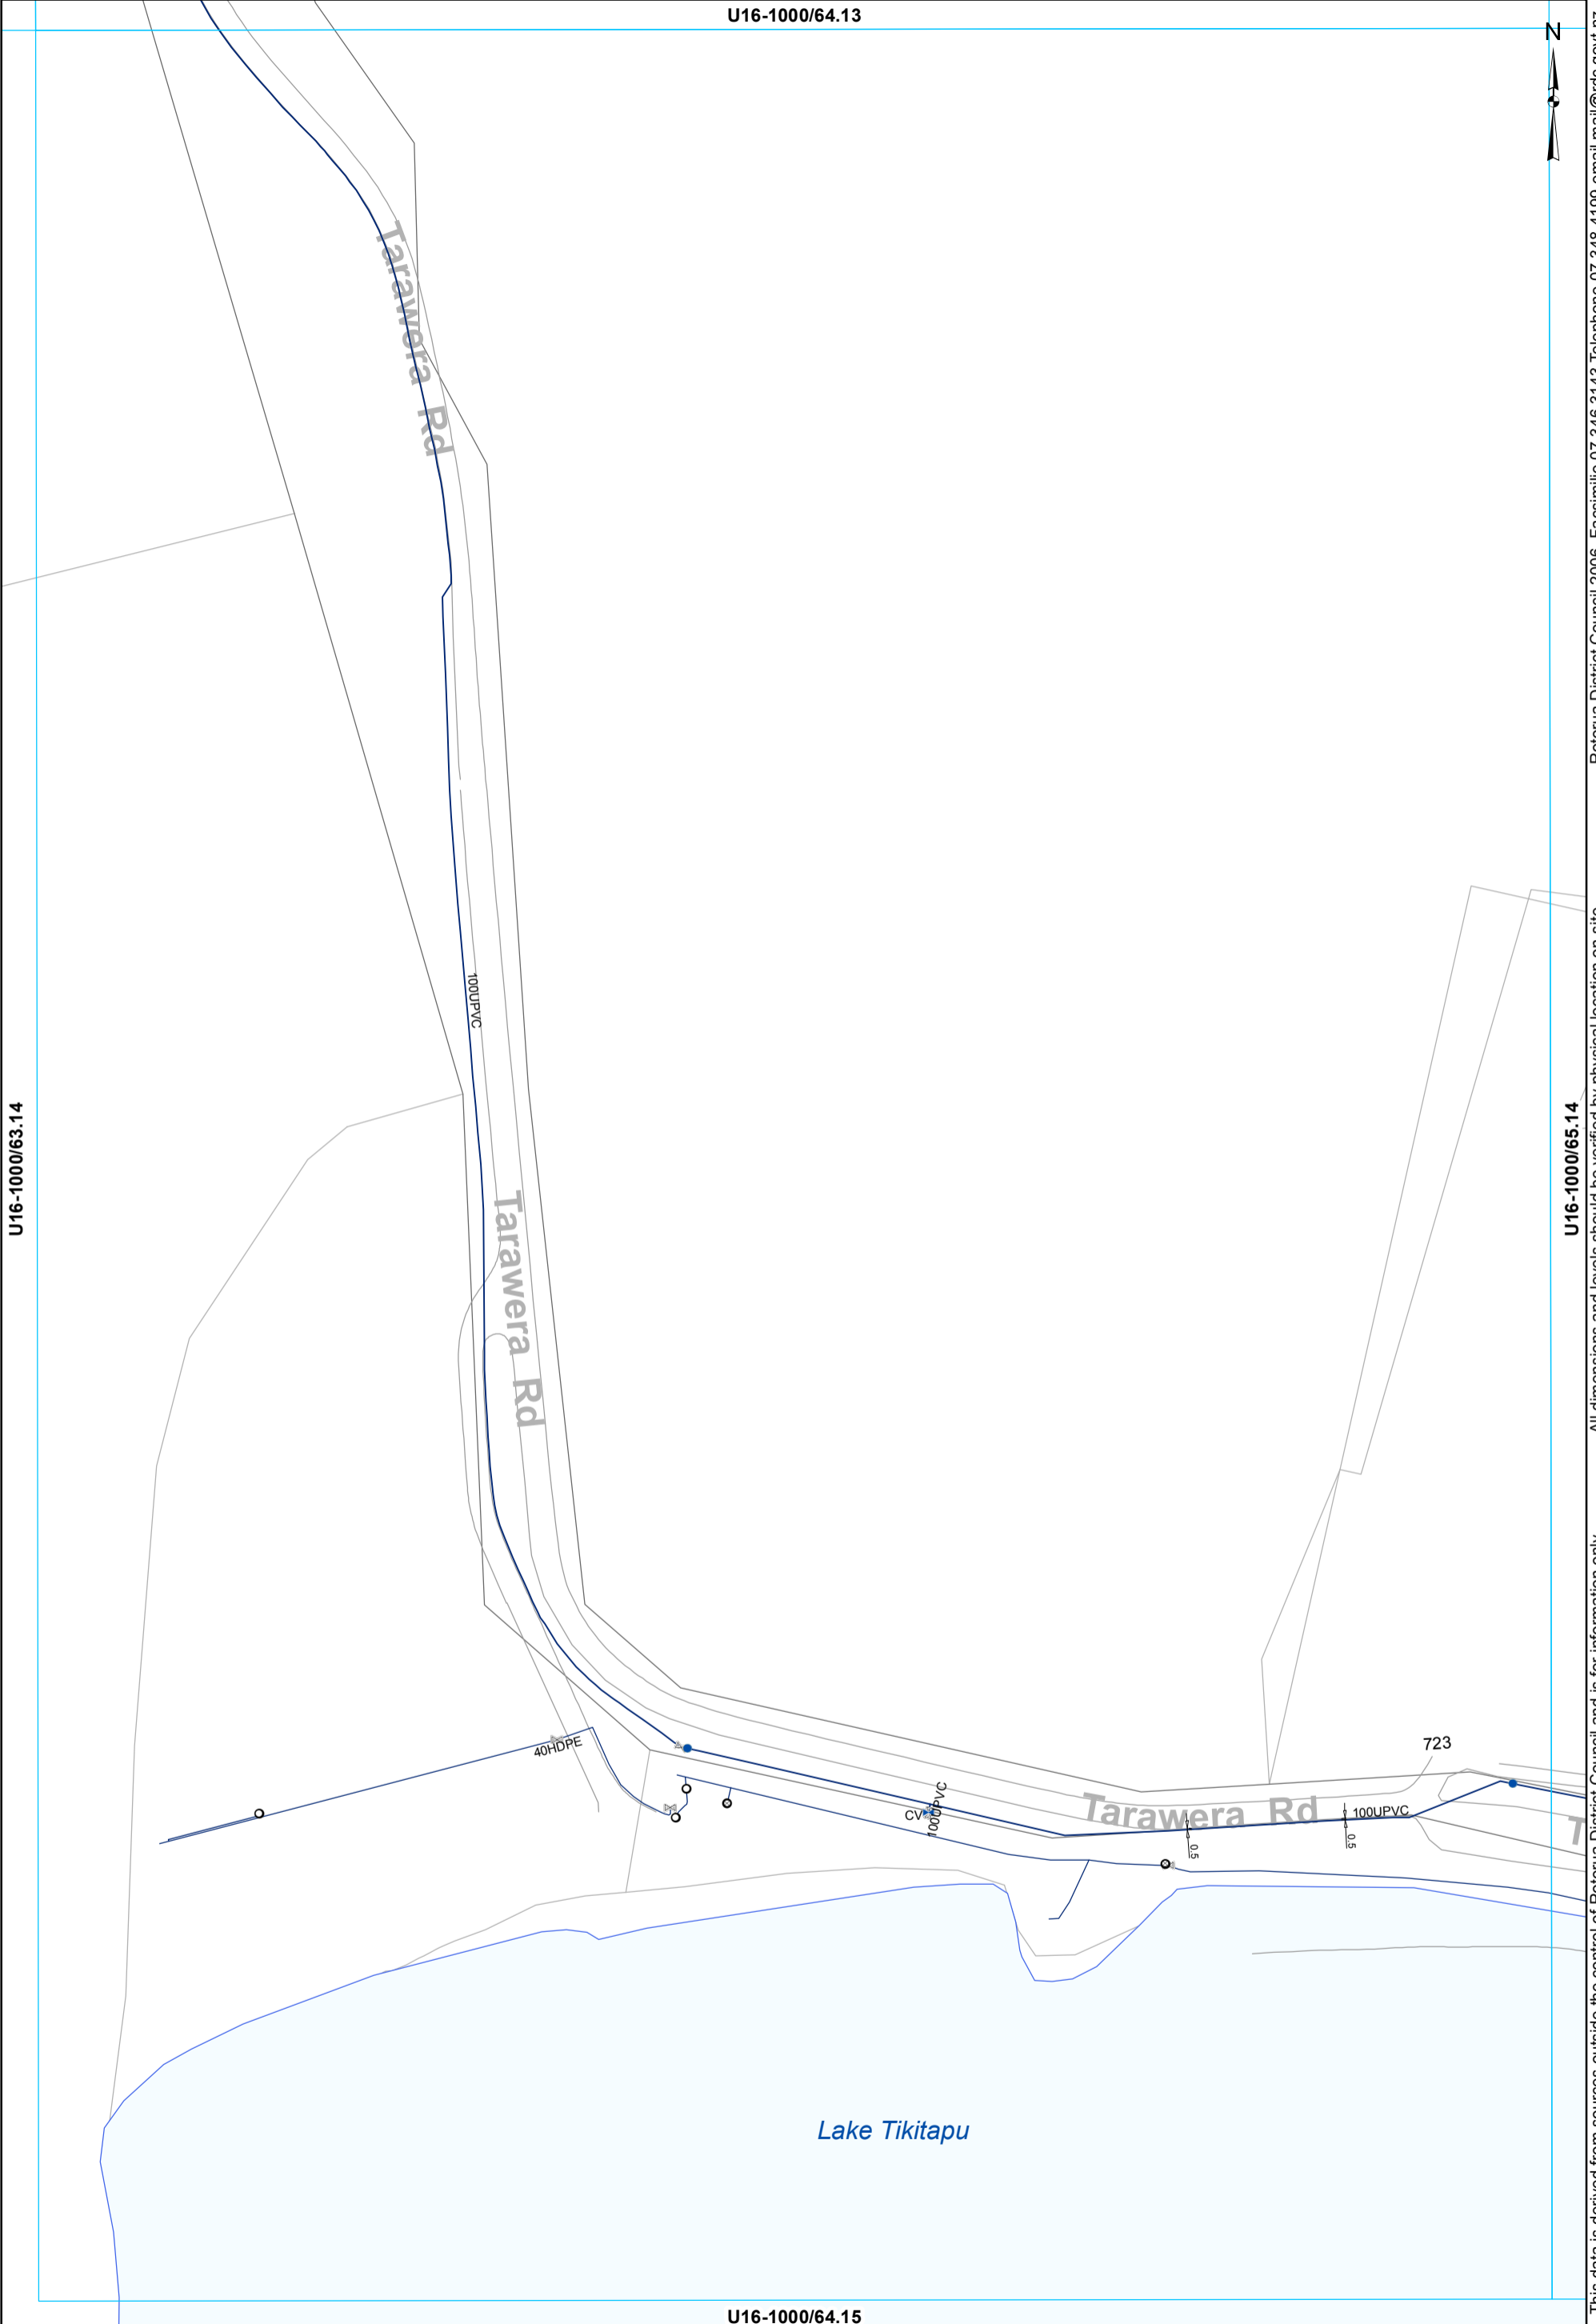 U16-1000/64.13
N
Tarawera Rd
100UPVC
U16-1000/63.14
U16-1000/65.14
Tarawera Rd
40HDPE
723
CV
100UPVC
Tarawera Rd
100UPVC
T
0.5
0.5
Lake Tikitapu
U16-1000/64.15